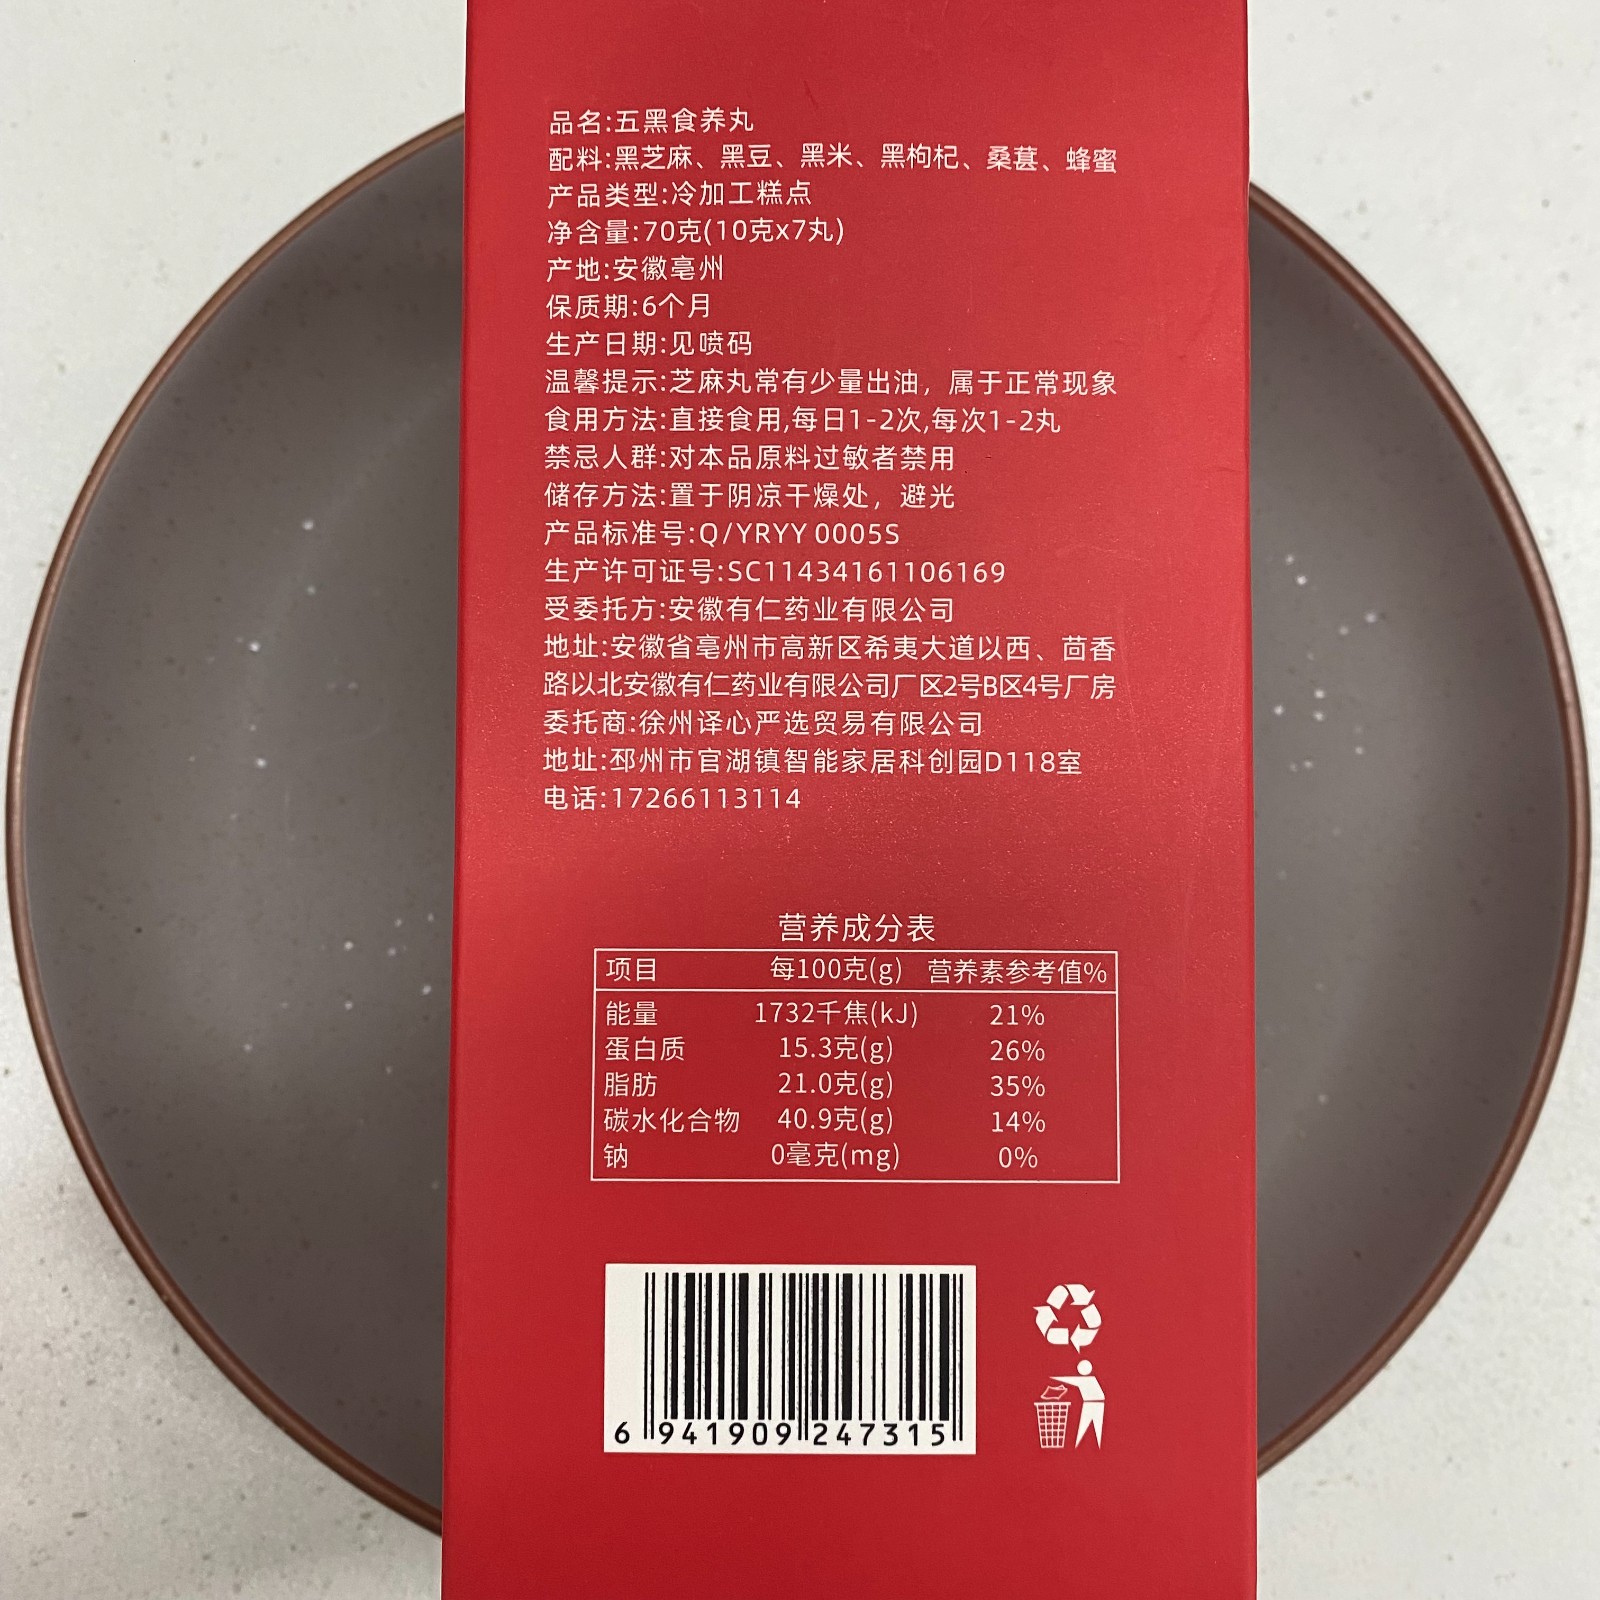 品名:五黑食养丸
配料:黑芝麻、黑豆、黑米、黑枸杞、桑葚、蜂蜜
产品类型:冷加工糕点
净含量:70克(10克x7丸)
产地:安徽亳州
保质期:6个月
生产日期:见喷码
温馨提示:芝麻丸常有少量出油，属于正常现象
食用方法:直接食用,每日1-2次,每次1-2丸
禁忌人群:对本品原料过敏者禁用
储存方法:置于阴凉干燥处，避光
产品标准号:Q/YRYY 0005S
生产许可证号:SC11434161106169
受委托方:安徽有仁药业有限公司
地址:安徽省亳州市高新区希夷大道以西、茴香
路以北安徽有仁药业有限公司厂区2号B区4号厂房
委托商:徐州译心严选贸易有限公司
地址:邳州市官湖镇智能家居科创园D118室
电话:17266113114
营养成分表
项目 每100克(g) 营养素参考值%
能量 1732千焦(kJ) 21%
蛋白质 15.3克(g) 26%
脂肪 21.0克(g) 35%
碳水化合物 40.9克(g) 14%
钠 0毫克(mg) 0%
6 941909 247315